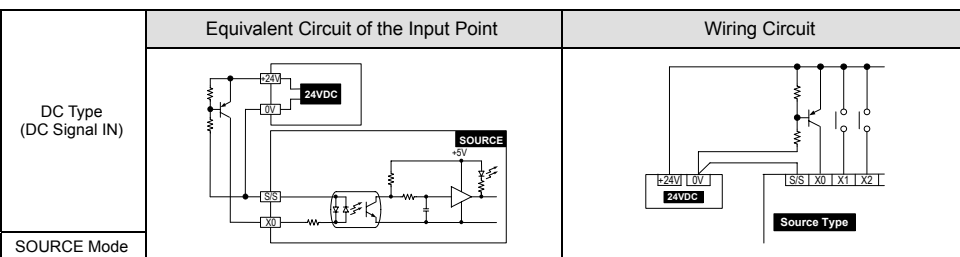 Equivalent Circuit of the Input Point
Wiring Circuit
DC Type
(DC Signal IN)
+24V
24VDC
0V
SOURCE
+5V
S/S
X0
+24V
0V
24VDC
S/S
X0
X1
X2
Source Type
SOURCE Mode